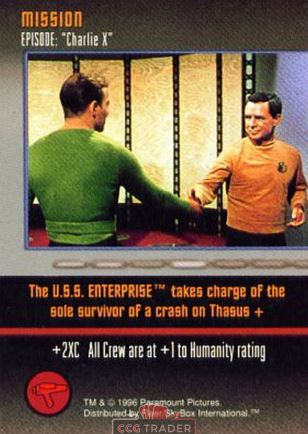 MISSION
EPISODE: "Charlie X"
The U.S.S. ENTERPRISE™ takes charge of the
sole survivor of a crash on Thasus +
+2XC All Crew are at +1 to Humanity rating
TM & © 1996 Paramount Pictures.
Distributed by Fleer/SkyBox International.™
CCG TRADER